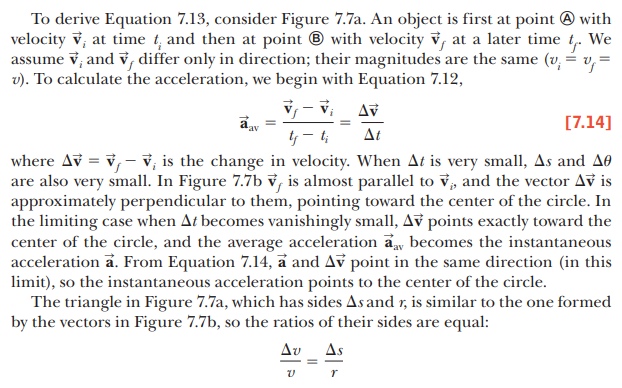 To derive Equation 7.13, consider Figure 7.7a. An object is first at point Ⓐ with
velocity v⃗ᵢ at time tᵢ and then at point Ⓑ with velocity v⃗_f at a later time t_f. We
assume v⃗ᵢ and v⃗_f differ only in direction; their magnitudes are the same (vᵢ = v_f =
v). To calculate the acceleration, we begin with Equation 7.12,
a⃗_av = (v⃗_f − v⃗ᵢ)/(t_f − tᵢ) = Δv⃗/Δt [7.14]
where Δv⃗ = v⃗_f − v⃗ᵢ is the change in velocity. When Δt is very small, Δs and Δθ
are also very small. In Figure 7.7b v⃗_f is almost parallel to v⃗ᵢ, and the vector Δv⃗ is
approximately perpendicular to them, pointing toward the center of the circle. In
the limiting case when Δt becomes vanishingly small, Δv⃗ points exactly toward the
center of the circle, and the average acceleration a⃗_av becomes the instantaneous
acceleration a⃗. From Equation 7.14, a⃗ and Δv⃗ point in the same direction (in this
limit), so the instantaneous acceleration points to the center of the circle.
The triangle in Figure 7.7a, which has sides Δs and r, is similar to the one formed
by the vectors in Figure 7.7b, so the ratios of their sides are equal:
Δv/v = Δs/r